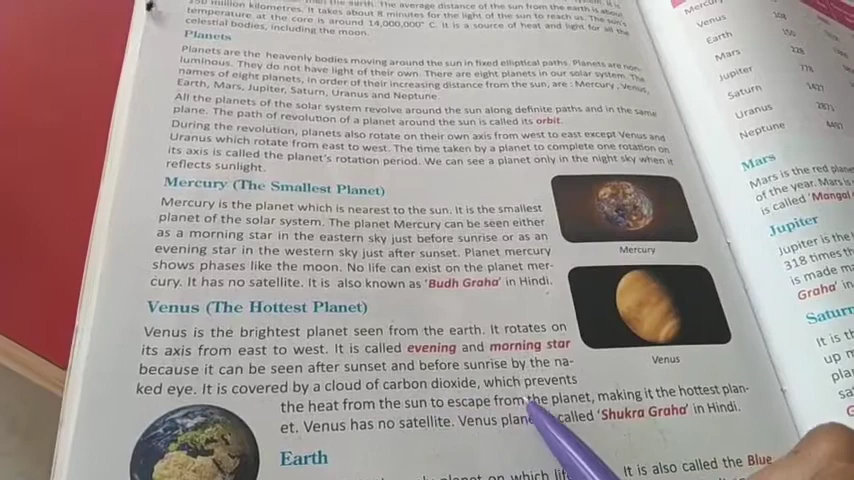 350 million kilometres. It takes about 8 minutes for the light of the sun to reach us. The sun's
temperature at the core is around 14,000,000° C. It is a source of heat and light for all the
celestial bodies, including the moon.
Planets
Planets are the heavenly bodies moving around the sun in fixed elliptical paths. Planets are non-
luminous. They do not have light of their own. There are eight planets in our solar system. The
names of eight planets, in order of their increasing distance from the sun, are : Mercury, Venus,
Earth, Mars, Jupiter, Saturn, Uranus and Neptune.
All the planets of the solar system revolve around the sun along definite paths and in the same
plane. The path of revolution of a planet around the sun is called its orbit.
During the revolution, planets also rotate on their own axis from west to east except Venus and
Uranus which rotate from east to west. The time taken by a planet to complete one rotation on
its axis is called the planet's rotation period. We can see a planet only in the night sky when it
reflects sunlight.
Mercury (The Smallest Planet)
Mercury is the planet which is nearest to the sun. It is the smallest
planet of the solar system. The planet Mercury can be seen either
as a morning star in the eastern sky just before sunrise or as an
evening star in the western sky just after sunset. Planet mercury
shows phases like the moon. No life can exist on the planet mer-
cury. It has no satellite. It is also known as 'Budh Graha' in Hindi.
Mercury
Venus (The Hottest Planet)
Venus is the brightest planet seen from the earth. It rotates on
its axis from east to west. It is called evening and morning star
because it can be seen after sunset and before sunrise by the na-
ked eye. It is covered by a cloud of carbon dioxide, which prevents
the heat from the sun to escape from the planet, making it the hottest plan-
et. Venus has no satellite. Venus plane called 'Shukra Graha' in Hindi.
Venus
Earth
planet on which life
It is also called the Blue
Mercury
Venus 108
Earth 150
Mars 228
Jupiter 778
Saturn 1427
Uranus 2871
Neptune
Mars
Mars is the red plane
of the year. Mars is
is called 'Mangal
Jupiter
Jupiter is the
318 times th
is made m
Graha' in
Saturn
It is th
up m